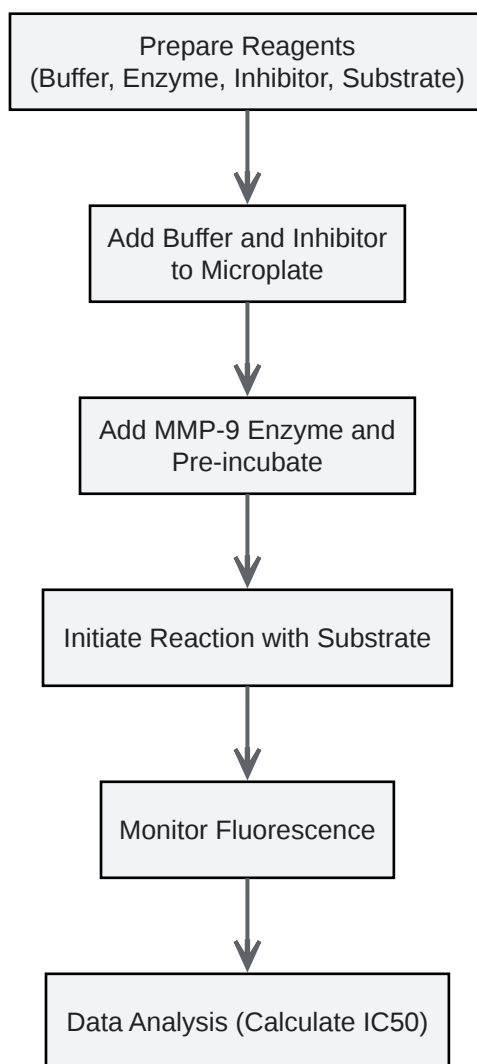 Prepare Reagents
(Buffer, Enzyme, Inhibitor, Substrate)
Add Buffer and Inhibitor
to Microplate
Add MMP-9 Enzyme and
Pre-incubate
Initiate Reaction with Substrate
Monitor Fluorescence
Data Analysis (Calculate IC50)